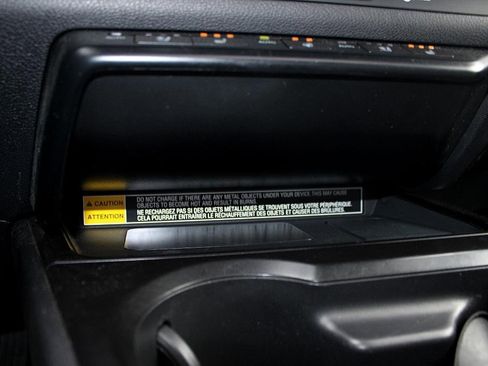 CAUTION
DO NOT CHARGE IF THERE ARE ANY METAL OBJECTS UNDER YOUR DEVICE. THIS MAY CAUSE
OBJECTS TO BECOME HOT AND RESULT IN BURNS.
ATTENTION
NE RECHARGEZ PAS SI DES OBJETS MÉTALLIQUES SE TROUVENT SOUS VOTRE PÉRIPHÉRIQUE.
CELA POURRAIT ENTRAÎNER LE RÉCHAUFFEMENT DES OBJETS ET CAUSER DES BRÛLURES.